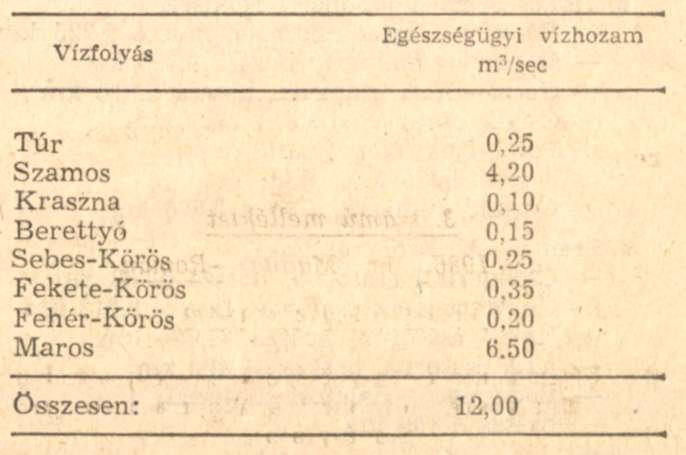 Vízfolyás Egészségügyi vízhozam
m³/sec
Túr 0,25
Szamos 4,20
Kraszna 0,10
Berettyó 0,15
Sebes-Körös 0.25
Fekete-Körös 0,35
Fehér-Körös 0,20
Maros 6.50
Összesen: 12,00